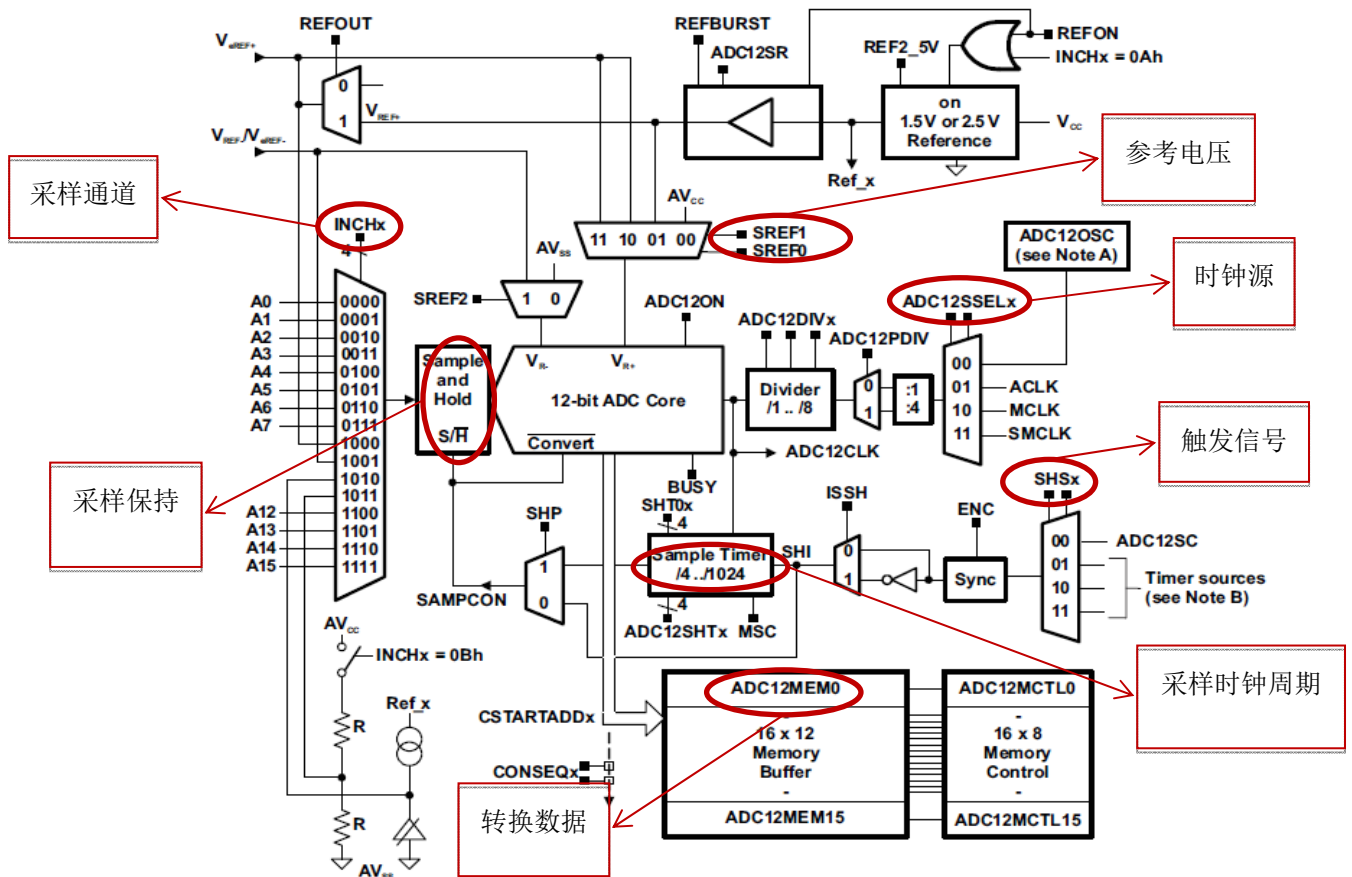 REFOUT
REFBURST
ADC12SR
REF2_5V
REFON
INCHx = 0Ah
VeREF+
0
1
VREF+
on
1.5 V or 2.5 V
Reference
VCC
VREF-/VeREF-
Ref_x
参考电压
采样通道
INCHx
4
AVCC
11 10 01 00
SREF1
SREF0
ADC12OSC
(see Note A)
时钟源
AVSS
SREF2
1 0
ADC12ON
ADC12DIVx
ADC12PDIV
ADC12SSELx
A0
A1
A2
A3
A4
A5
A6
A7
A12
A13
A14
A15
0000
0001
0010
0011
0100
0101
0110
0111
1000
1001
1010
1011
1100
1101
1110
1111
Sample
and
Hold
S/H
VR-
VR+
12-bit ADC Core
Convert
Divider
/1 .. /8
0
1
:1
:4
00
01
10
11
ACLK
MCLK
SMCLK
ADC12CLK
BUSY
触发信号
采样保持
SHP
SHT0x
4
ISSH
ENC
SHSx
1
0
Sample Timer
/4 .. /1024
SHI
0
1
Sync
00
01
10
11
ADC12SC
Timer sources
(see Note B)
SAMPCON
4
ADC12SHTx
MSC
采样时钟周期
AVCC
INCHx = 0Bh
R
Ref_x
R
AVSS
CSTARTADDx
CONSEQx
ADC12MEM0
-
16 x 12
Memory
Buffer
-
ADC12MEM15
ADC12MCTL0
-
16 x 8
Memory
Control
-
ADC12MCTL15
转换数据